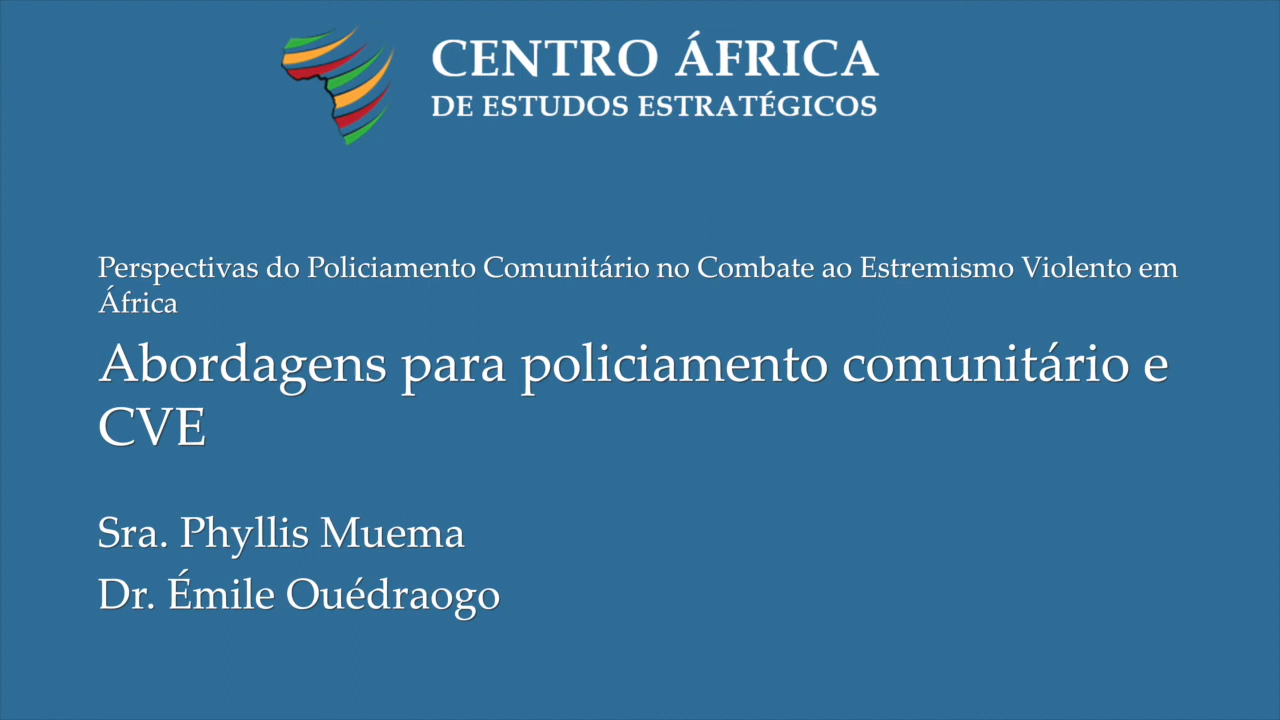 CENTRO ÁFRICA
DE ESTUDOS ESTRATÉGICOS
Perspectivas do Policiamento Comunitário no Combate ao Estremismo Violento em
África
Abordagens para policiamento comunitário e
CVE
Sra. Phyllis Muema
Dr. Émile Ouédraogo